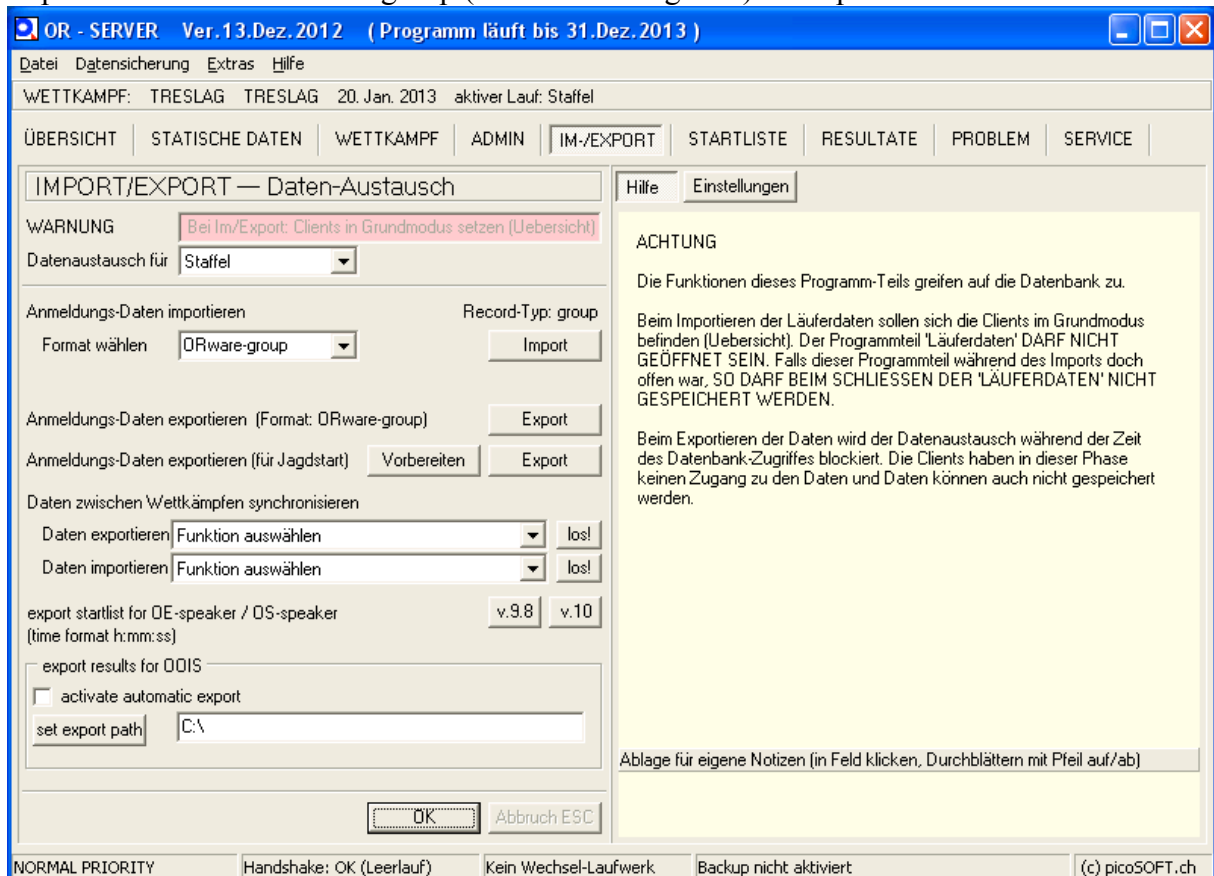 OR - SERVER Ver.13.Dez.2012 ( Programm läuft bis 31.Dez.2013 )
Datei Datensicherung Extras Hilfe
WETTKAMPF: TRESLAG TRESLAG 20. Jan. 2013 aktiver Lauf: Staffel
ÜBERSICHT STATISCHE DATEN WETTKAMPF ADMIN IM-/EXPORT STARTLISTE RESULTATE PROBLEM SERVICE
IMPORT/EXPORT — Daten-Austausch
WARNUNG Bei Im/Export: Clients in Grundmodus setzen (Uebersicht)
Datenaustausch für Staffel
Anmeldungs-Daten importieren Record-Typ: group
Format wählen ORware-group Import
Anmeldungs-Daten exportieren (Format: ORware-group) Export
Anmeldungs-Daten exportieren (für Jagdstart) Vorbereiten Export
Daten zwischen Wettkämpfen synchronisieren
Daten exportieren Funktion auswählen los!
Daten importieren Funktion auswählen los!
export startlist for OE-speaker / OS-speaker v.9.8 v.10
(time format h:mm:ss)
export results for OOIS
activate automatic export
set export path C:\
OK Abbruch ESC
Hilfe Einstellungen
ACHTUNG
Die Funktionen dieses Programm-Teils greifen auf die Datenbank zu.
Beim Importieren der Läuferdaten sollen sich die Clients im Grundmodus
befinden (Uebersicht). Der Programmteil 'Läuferdaten' DARF NICHT
GEÖFFNET SEIN. Falls dieser Programmteil während des Imports doch
offen war, SO DARF BEIM SCHLIESSEN DER 'LÄUFERDATEN' NICHT
GESPEICHERT WERDEN.
Beim Exportieren der Daten wird der Datenaustausch während der Zeit
des Datenbank-Zugriffes blockiert. Die Clients haben in dieser Phase
keinen Zugang zu den Daten und Daten können auch nicht gespeichert
werden.
Ablage für eigene Notizen (in Feld klicken, Durchblättern mit Pfeil auf/ab)
NORMAL PRIORITY Handshake: OK (Leerlauf) Kein Wechsel-Laufwerk Backup nicht aktiviert (c) picoSOFT.ch